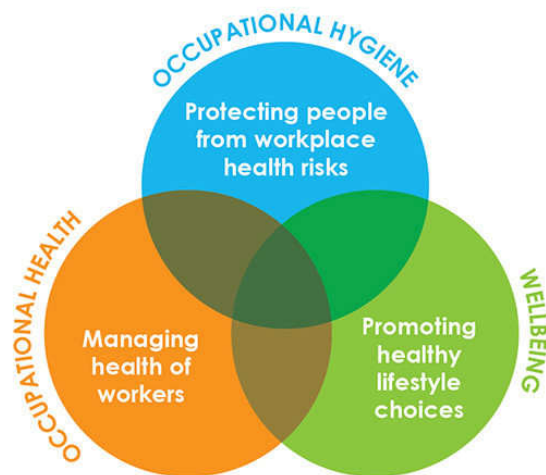 OCCUPATIONAL HYGIENE
Protecting people
from workplace
health risks
OCCUPATIONAL HEALTH
Managing
health of
workers
WELLBEING
Promoting
healthy
lifestyle
choices